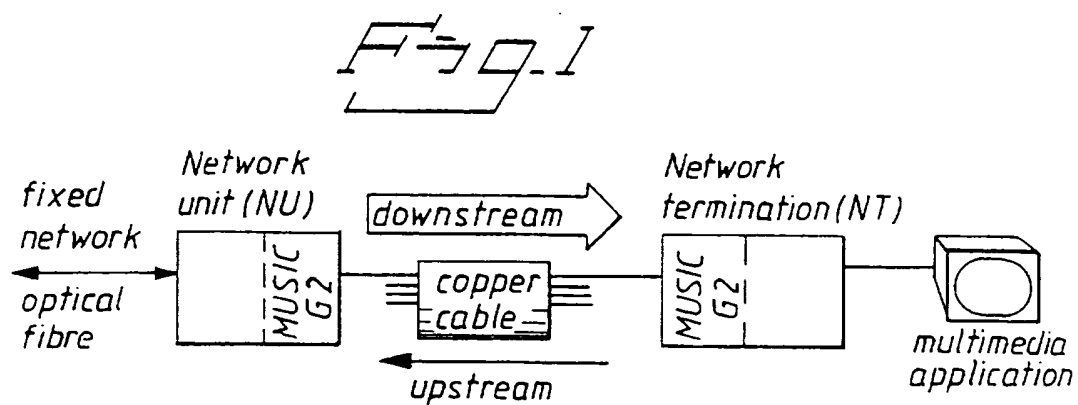 Fig. 1
Network
unit (NU)
fixed
network
optical
fibre
MUSIC
G2
downstream
copper
cable
upstream
Network
termination (NT)
MUSIC
G2
multimedia
application